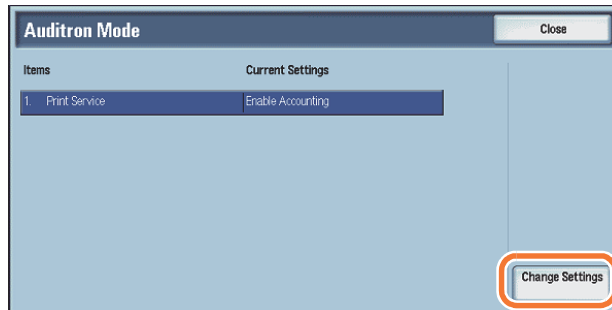 Auditron Mode
Close
Items Current Settings
1. Print Service Enable Accounting
Change Settings